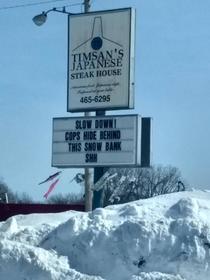 TIMSAN'S
JAPANESE
STEAK HOUSE
465-6295
SLOW DOWN!
COPS HIDE BEHIND
THIS SNOW BANK
SHH